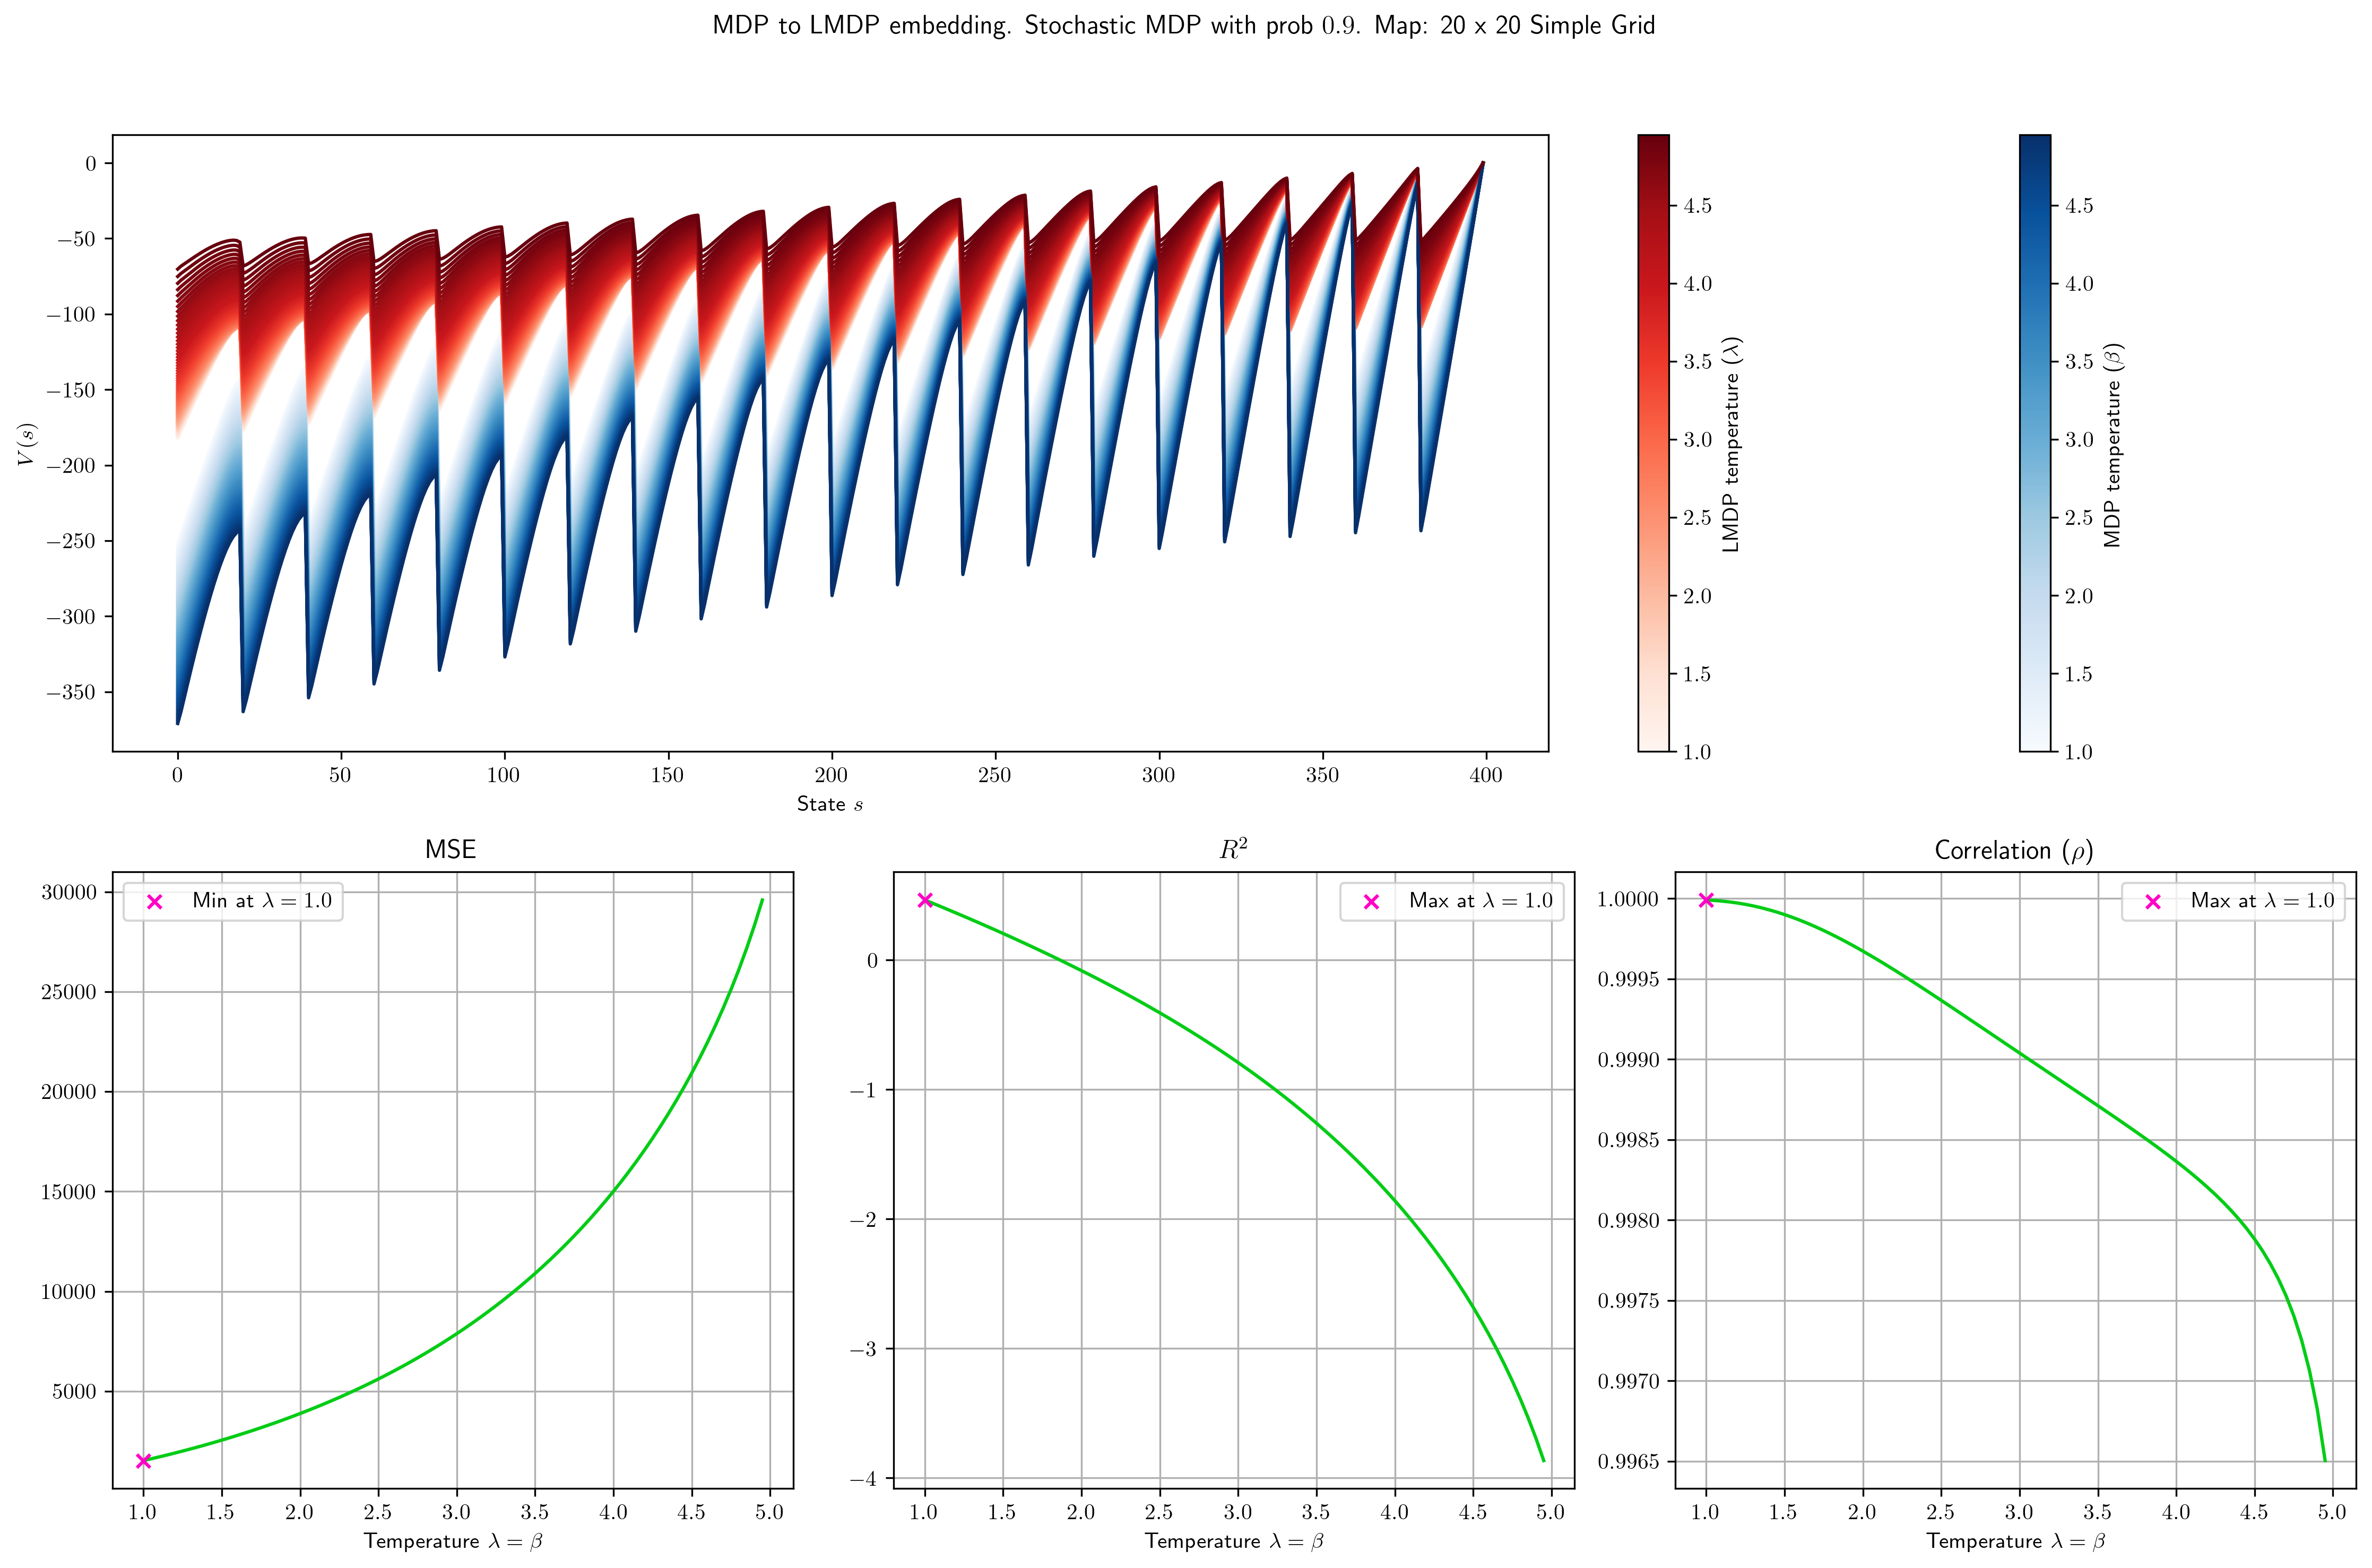 MDP to LMDP embedding. Stochastic MDP with prob 0.9. Map: 20 x 20 Simple Grid
0
−50
−100
−150
−200
−250
−300
−350
V(s)
0 50 100 150 200 250 300 350 400
State s
4.5
4.0
3.5
3.0
2.5
2.0
1.5
1.0
LMDP temperature (λ)
4.5
4.0
3.5
3.0
2.5
2.0
1.5
1.0
MDP temperature (β)
MSE
Min at λ = 1.0
30000
25000
20000
15000
10000
5000
1.0 1.5 2.0 2.5 3.0 3.5 4.0 4.5 5.0
Temperature λ = β
R²
Max at λ = 1.0
0
−1
−2
−3
−4
1.0 1.5 2.0 2.5 3.0 3.5 4.0 4.5 5.0
Temperature λ = β
Correlation (ρ)
Max at λ = 1.0
1.0000
0.9995
0.9990
0.9985
0.9980
0.9975
0.9970
0.9965
1.0 1.5 2.0 2.5 3.0 3.5 4.0 4.5 5.0
Temperature λ = β